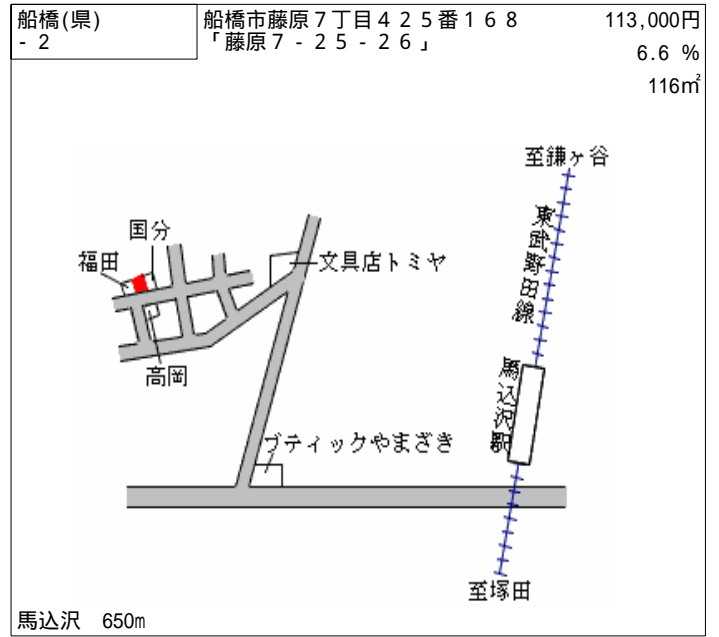 船橋(県)
- 2
船橋市藤原７丁目４２５番１６８
「藤原７－２５－２６」
113,000円
6.6 %
116㎡
至鎌ヶ谷
東武野田線
国分
福田
文具店トミヤ
高岡
馬込沢駅
ブティックやまざき
至塚田
馬込沢 650m